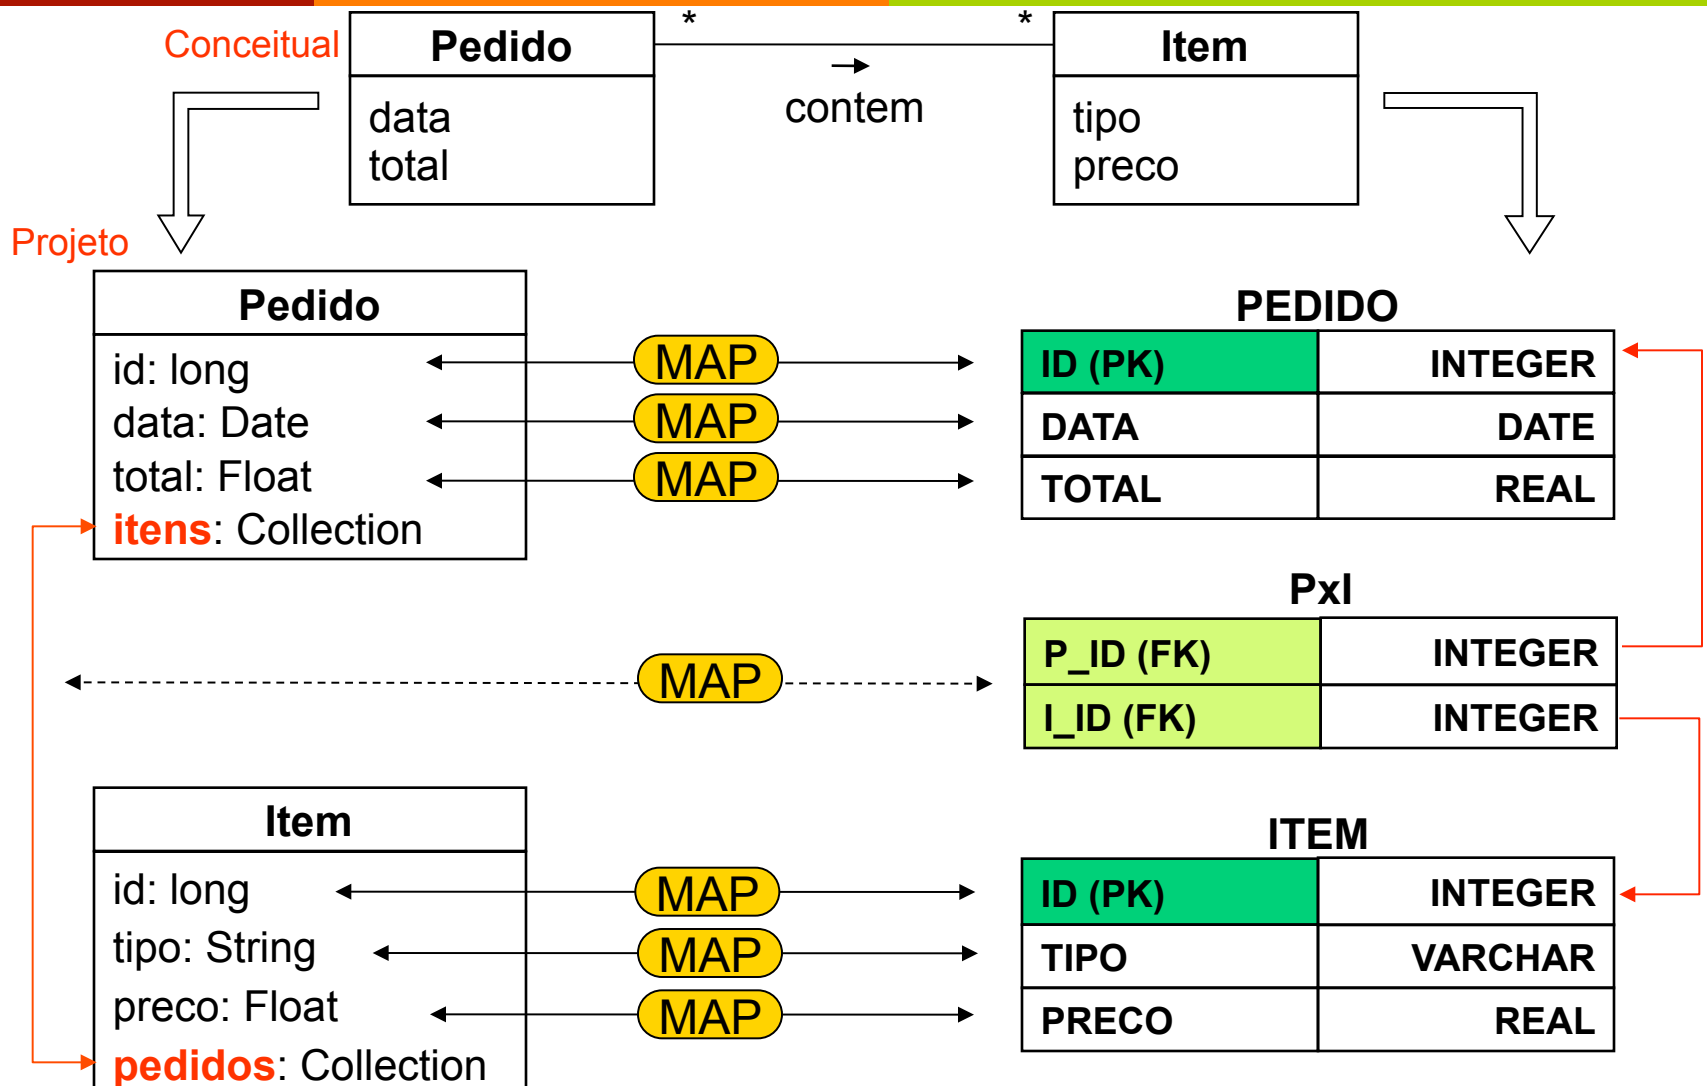 * *
Conceitual
Pedido
Item
data
total
contem
tipo
preco
Projeto
Pedido
id: long
data: Date
total: Float
itens: Collection
MAP
MAP
MAP
PEDIDO
ID (PK) INTEGER
DATA DATE
TOTAL REAL
PxI
MAP
P_ID (FK) INTEGER
I_ID (FK) INTEGER
Item
id: long
tipo: String
preco: Float
pedidos: Collection
MAP
MAP
MAP
ITEM
ID (PK) INTEGER
TIPO VARCHAR
PRECO REAL